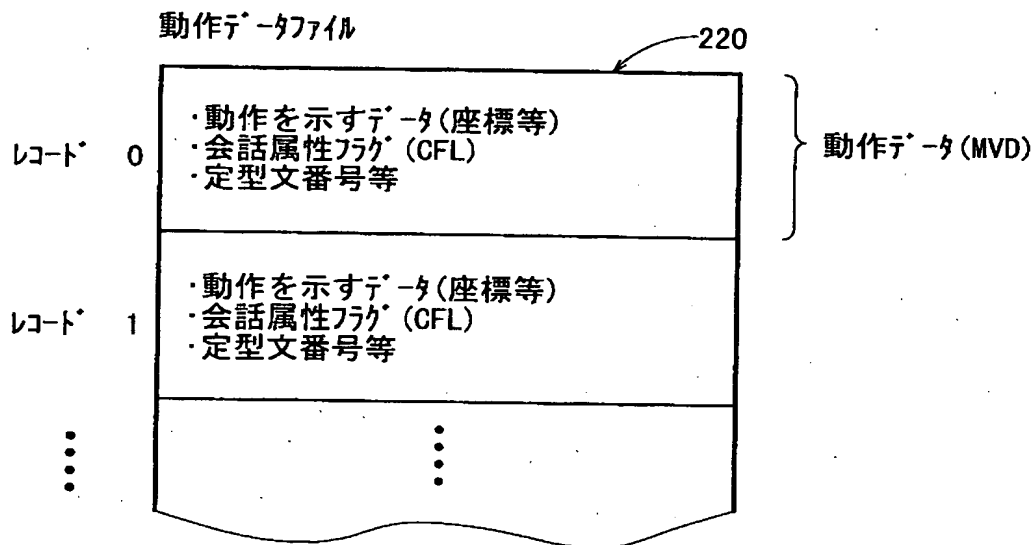 動作ﾃﾞｰﾀﾌｧｲﾙ
220
ﾚｺｰﾄﾞ 0
・動作を示すﾃﾞｰﾀ(座標等)
・会話属性ﾌﾗｸﾞ(CFL)
・定型文番号等
動作ﾃﾞｰﾀ(MVD)
ﾚｺｰﾄﾞ 1
・動作を示すﾃﾞｰﾀ(座標等)
・会話属性ﾌﾗｸﾞ(CFL)
・定型文番号等